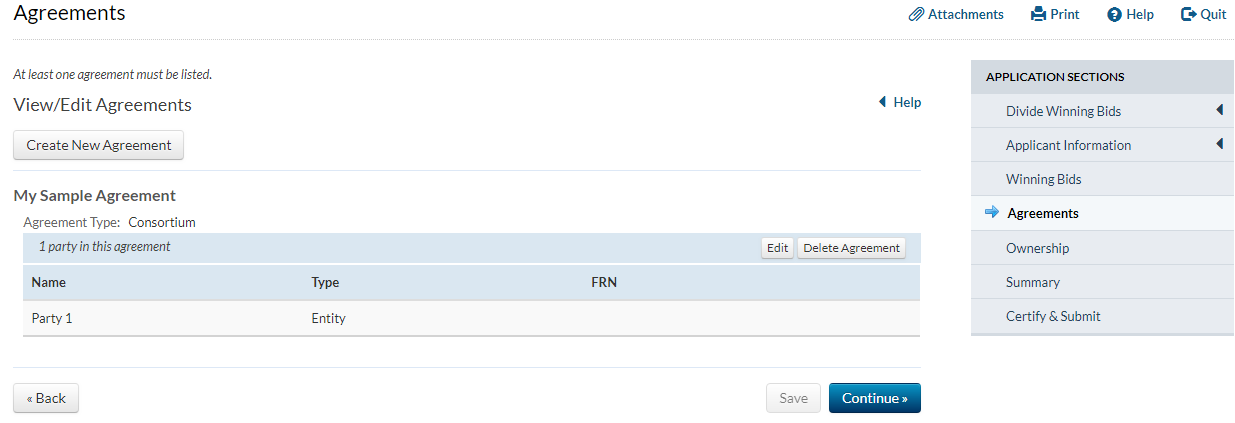 Agreements
Attachments Print Help Quit
At least one agreement must be listed.
View/Edit Agreements
Help
Create New Agreement
My Sample Agreement
Agreement Type: Consortium
1 party in this agreement
Edit Delete Agreement
Name Type FRN
Party 1 Entity
« Back
Save Continue »
APPLICATION SECTIONS
Divide Winning Bids
Applicant Information
Winning Bids
Agreements
Ownership
Summary
Certify & Submit